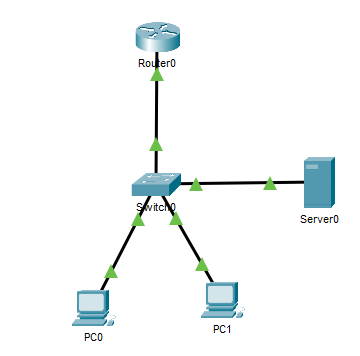 Router0
Switch0
Server0
PC0
PC1